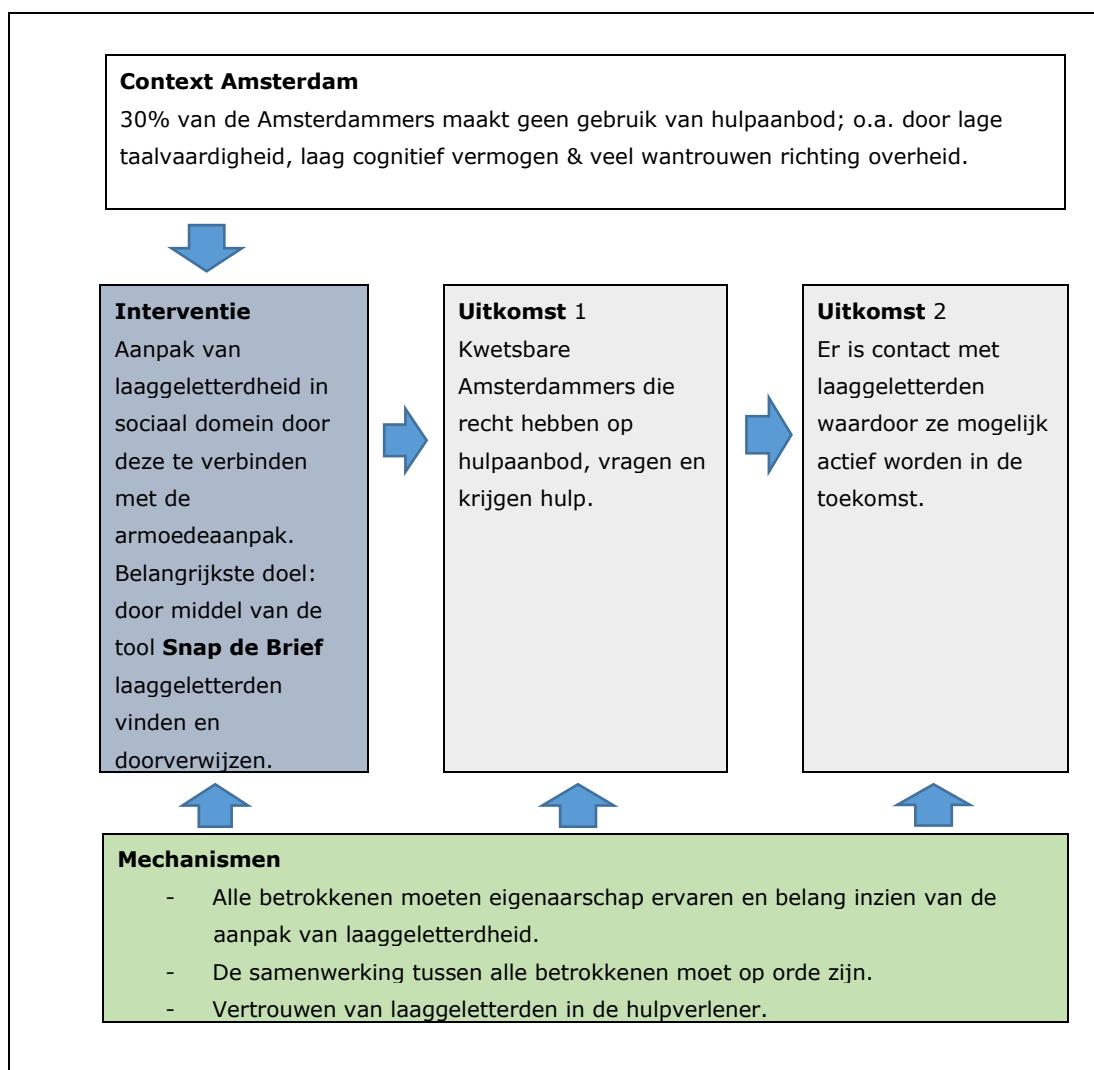 Context Amsterdam
30% van de Amsterdammers maakt geen gebruik van hulpaanbod; o.a. door lage
taalvaardigheid, laag cognitief vermogen & veel wantrouwen richting overheid.
Interventie
Aanpak van
laaggeletterdheid in
sociaal domein door
deze te verbinden
met de
armoedeaanpak.
Belangrijkste doel:
door middel van de
tool Snap de Brief
laaggeletterden
vinden en
doorverwijzen.
Uitkomst 1
Kwetsbare
Amsterdammers die
recht hebben op
hulpaanbod, vragen en
krijgen hulp.
Uitkomst 2
Er is contact met
laaggeletterden
waardoor ze mogelijk
actief worden in de
toekomst.
Mechanismen
- Alle betrokkenen moeten eigenaarschap ervaren en belang inzien van de
aanpak van laaggeletterdheid.
- De samenwerking tussen alle betrokkenen moet op orde zijn.
- Vertrouwen van laaggeletterden in de hulpverlener.